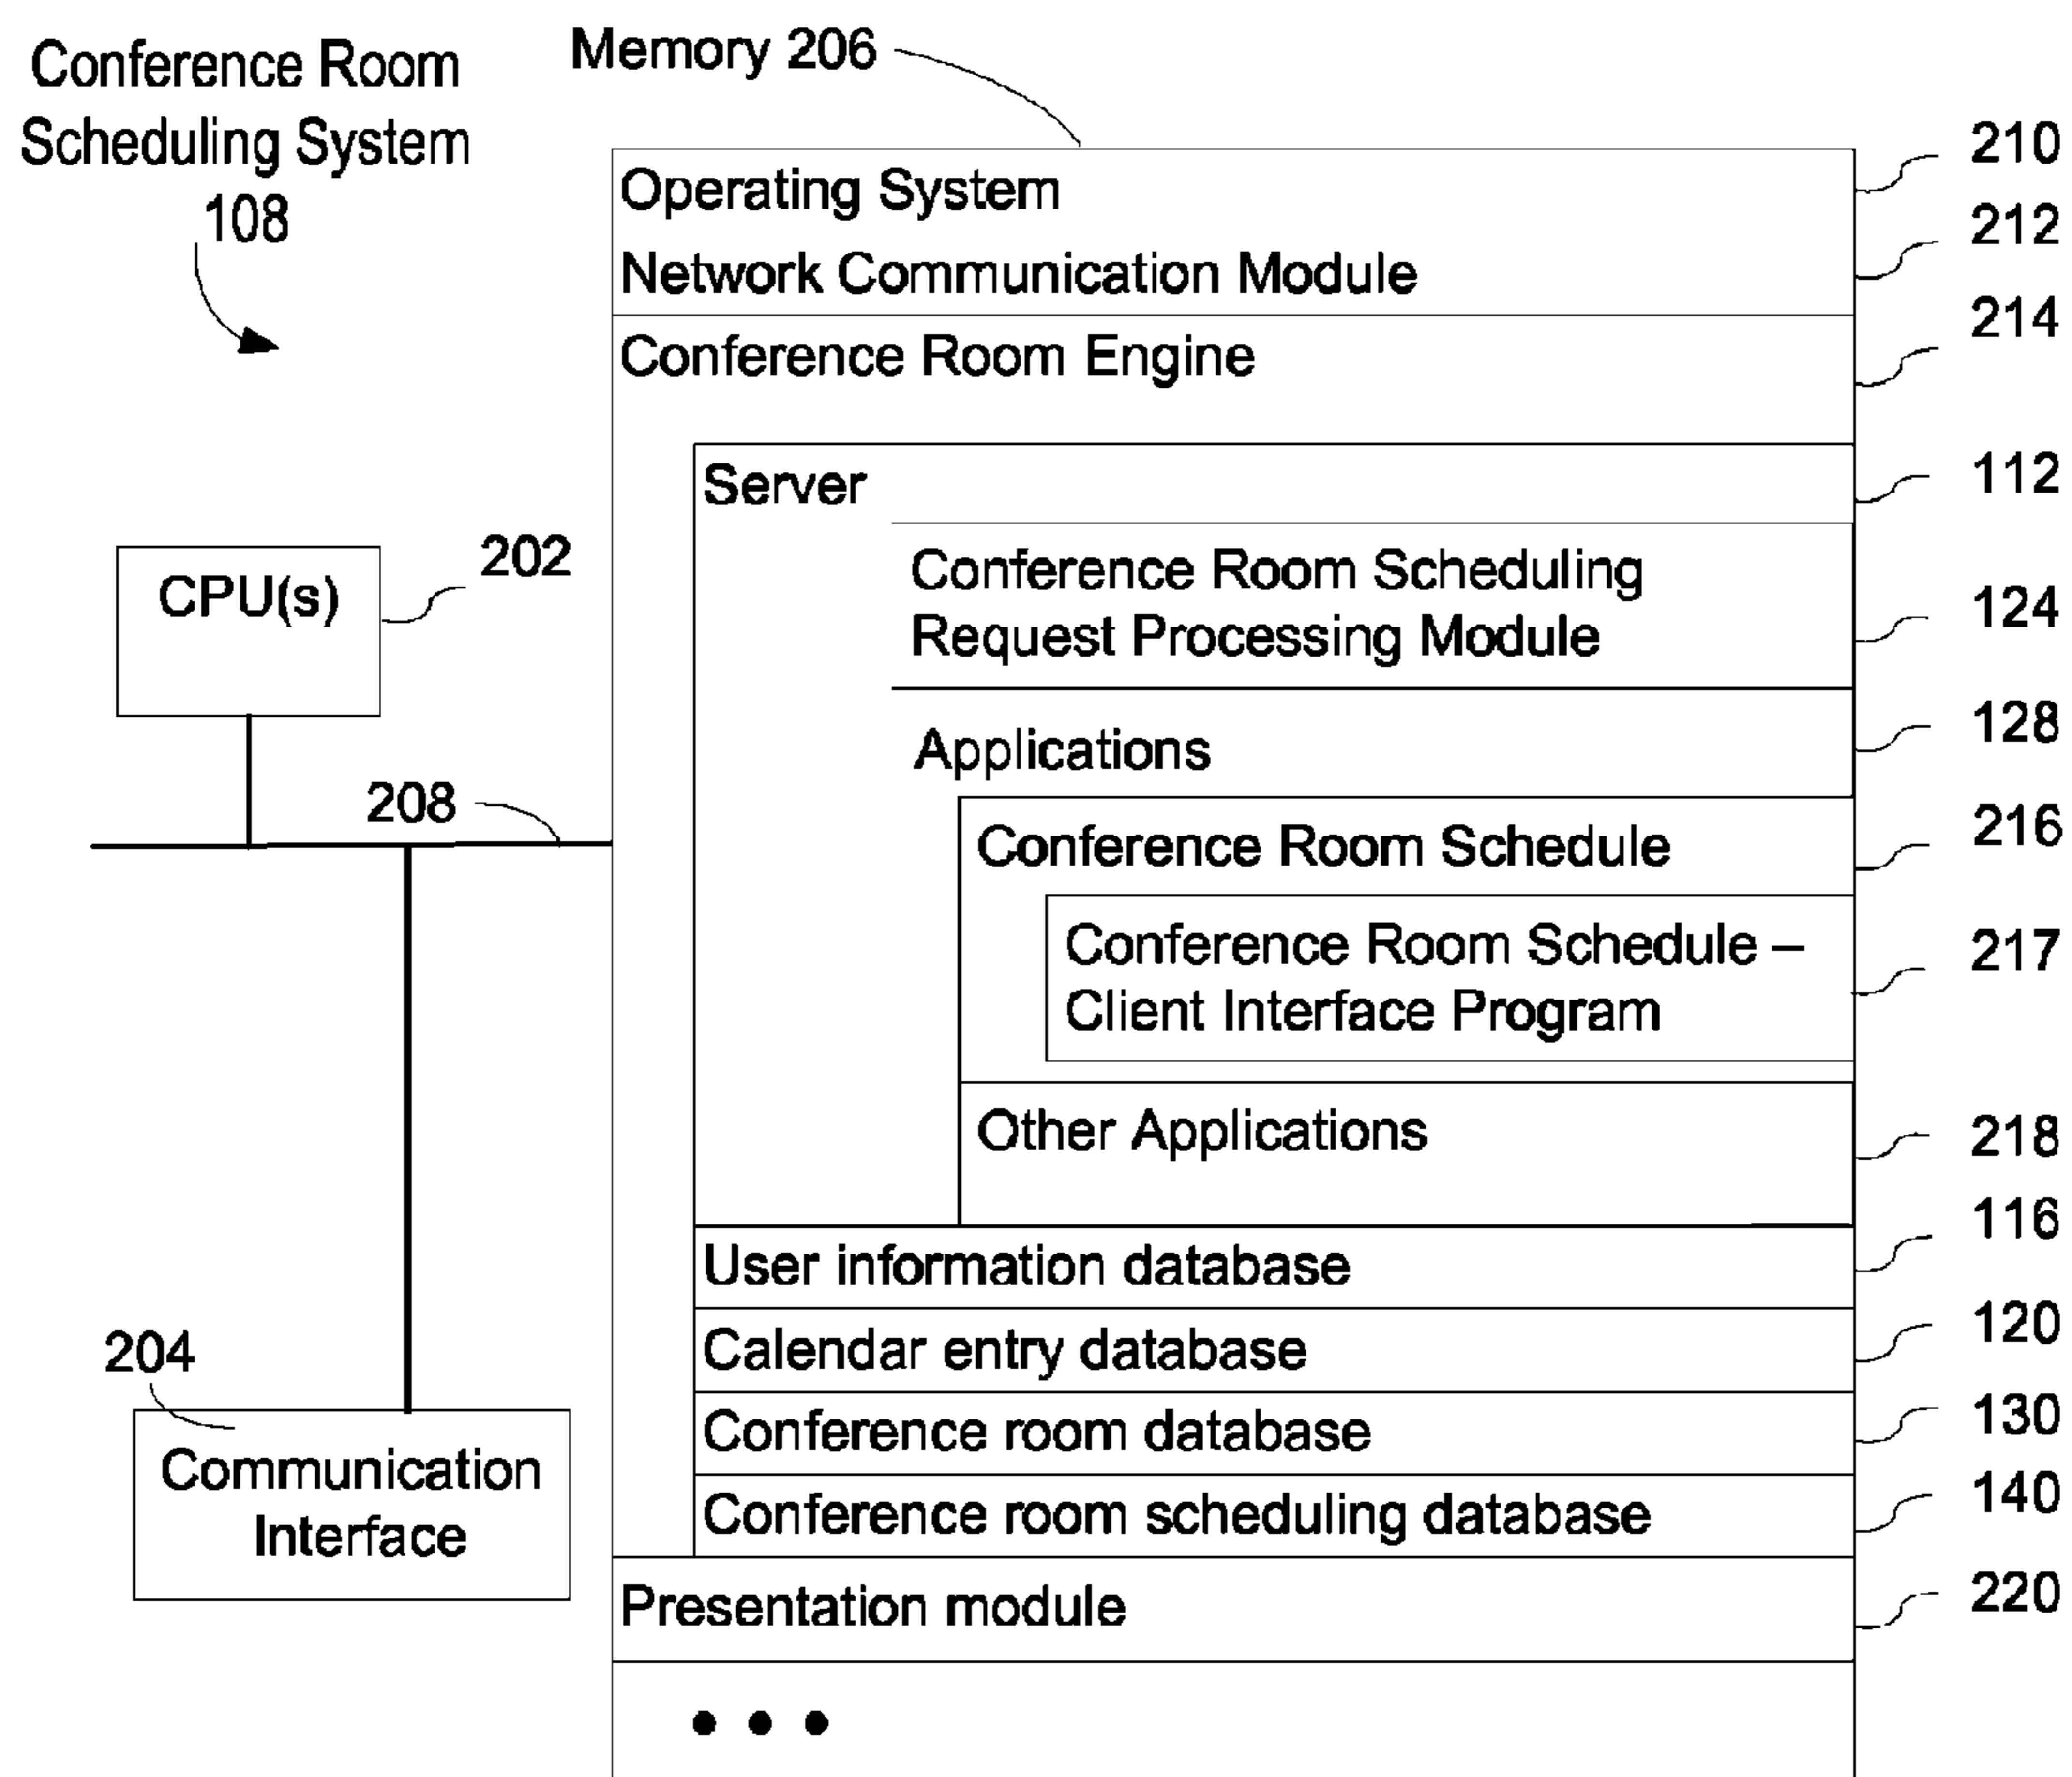 Conference Room
Scheduling System
108
Memory 206
Operating System
210
Network Communication Module
212
Conference Room Engine
214
Server
112
Conference Room Scheduling
Request Processing Module
124
Applications
128
Conference Room Schedule
216
Conference Room Schedule –
Client Interface Program
217
Other Applications
218
User information database
116
Calendar entry database
120
Conference room database
130
Conference room scheduling database
140
Presentation module
220
• • •
CPU(s)
202
208
204
Communication
Interface